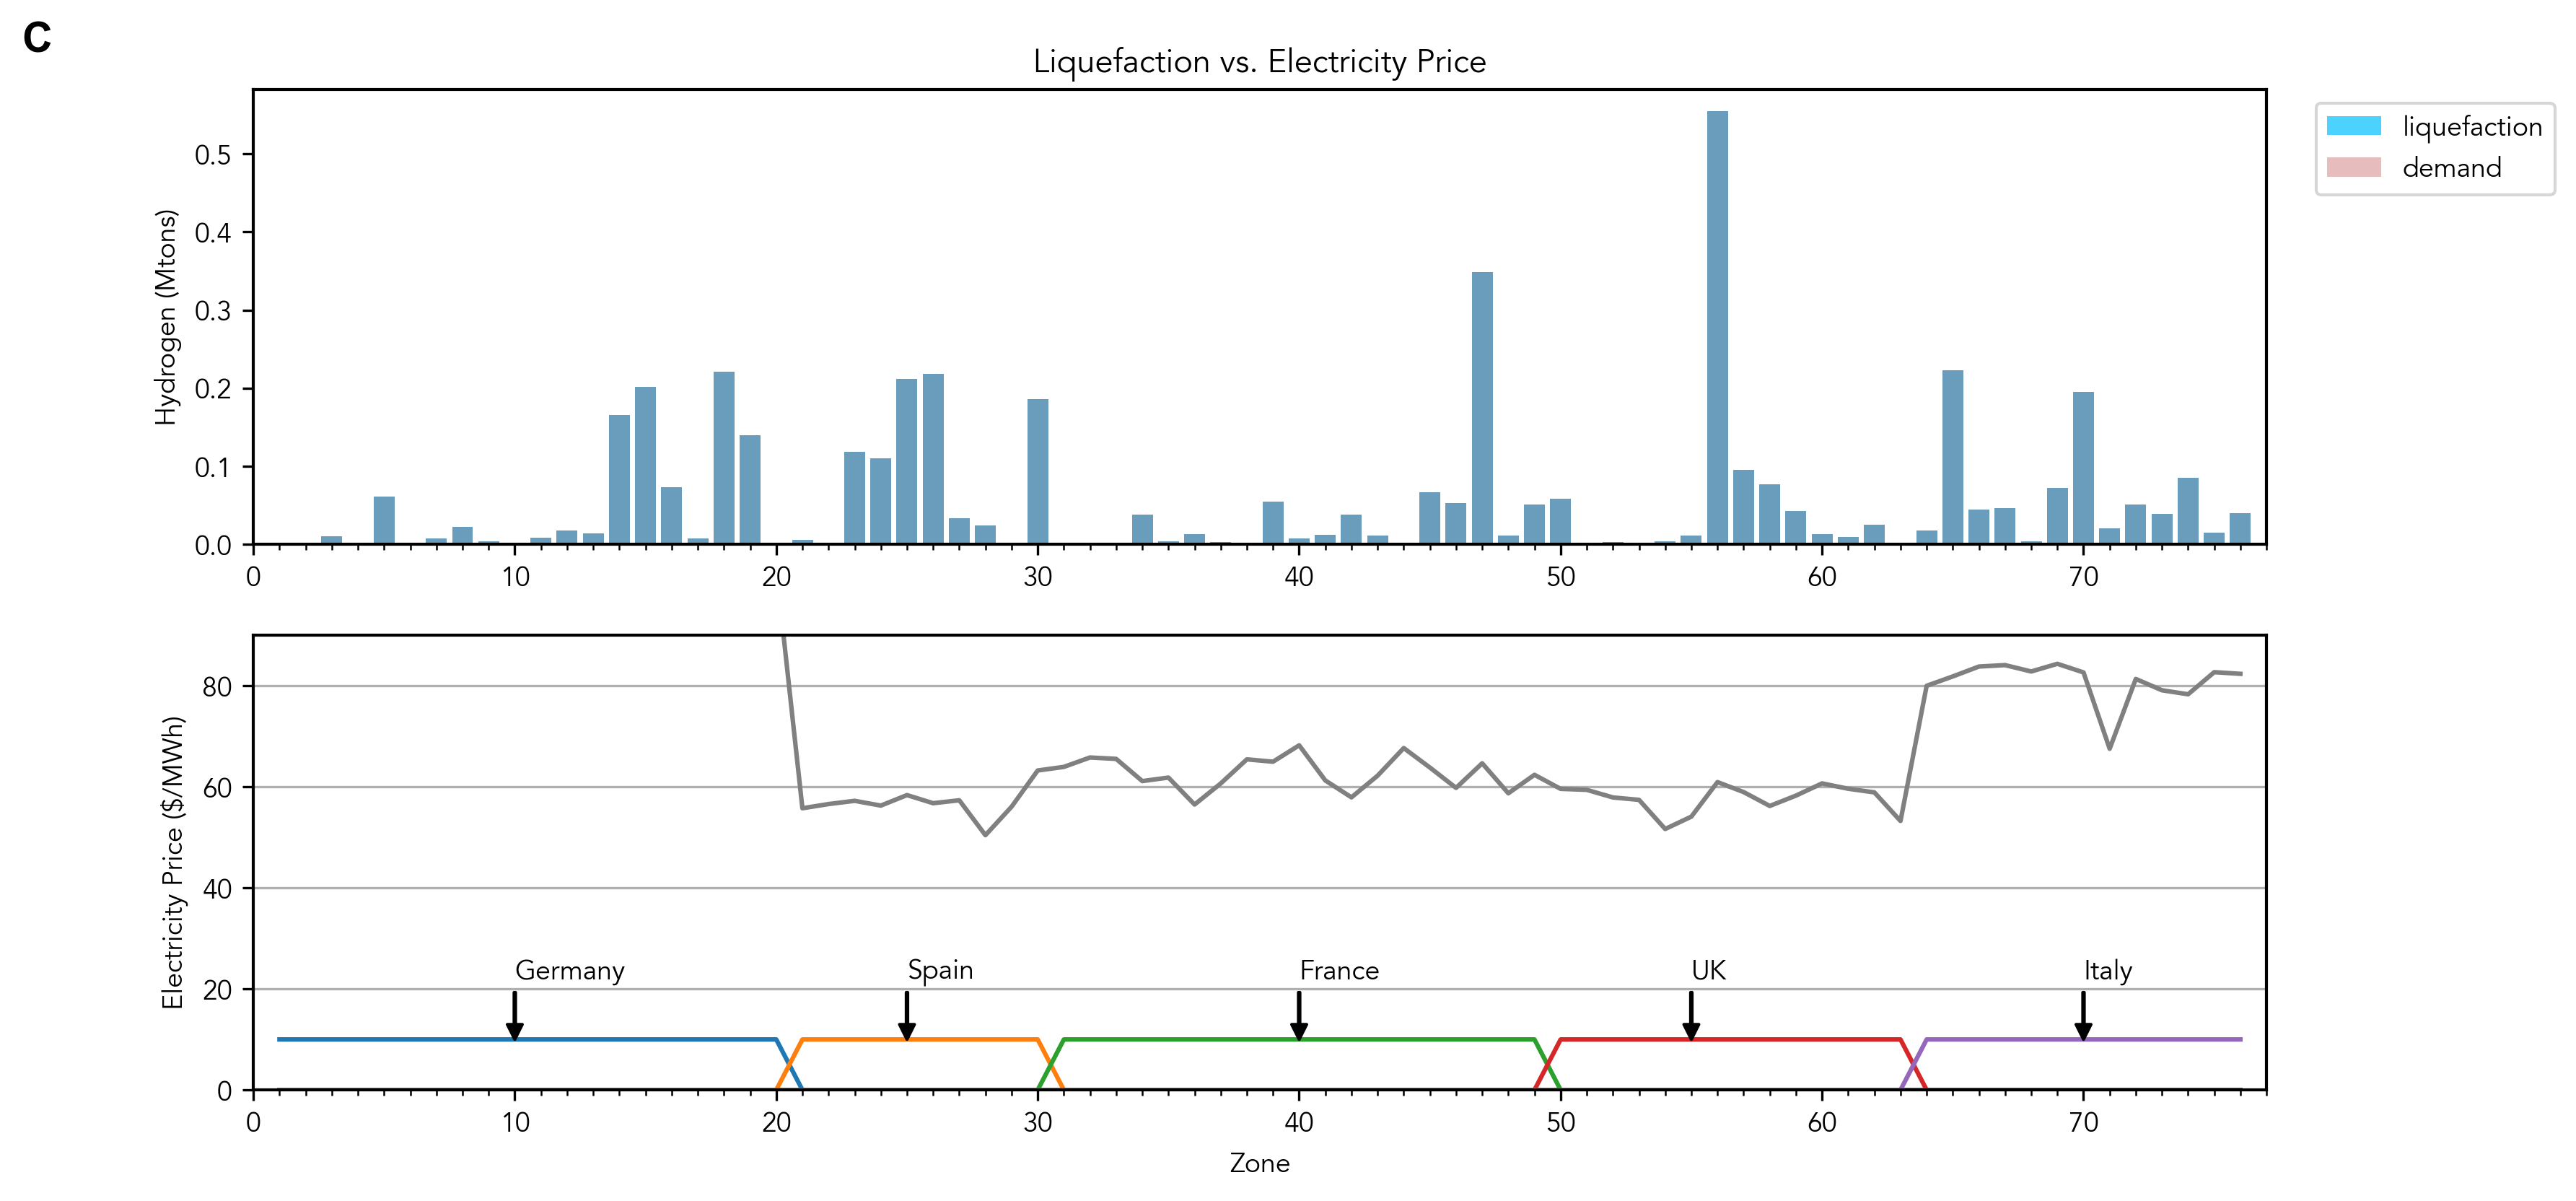 C
Liquefaction vs. Electricity Price
liquefaction
demand
Hydrogen (Mtons)
0.5
0.4
0.3
0.2
0.1
0.0
0 10 20 30 40 50 60 70
Electricity Price ($/MWh)
80
60
40
20
0
Germany Spain France UK Italy
0 10 20 30 40 50 60 70
Zone